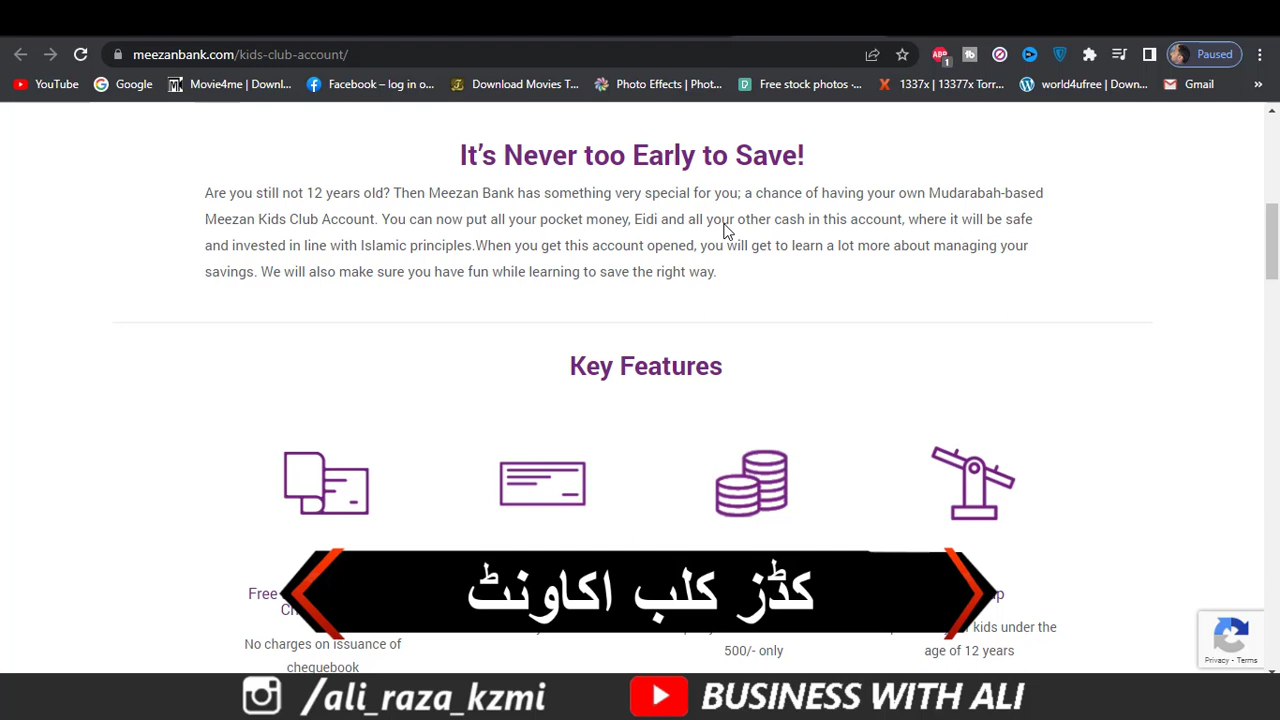 meezanbank.com/kids-club-account/
ABP
1
tb
Paused
YouTube
Google
Movie4me | Downl...
Facebook – log in o...
Download Movies T...
Photo Effects | Phot...
Free stock photos -...
1337x | 13377x Torr...
world4ufree | Down...
Gmail
It's Never too Early to Save!
Are you still not 12 years old? Then Meezan Bank has something very special for you; a chance of having your own Mudarabah-based
Meezan Kids Club Account. You can now put all your pocket money, Eidi and all your other cash in this account, where it will be safe
and invested in line with Islamic principles.When you get this account opened, you will get to learn a lot more about managing your
savings. We will also make sure you have fun while learning to save the right way.
Key Features
کڈز کلب اکاونٹ
Free
No charges on issuance of
chequebook
500/- only
kids under the
age of 12 years
Privacy - Terms
/ali_raza_kzmi
BUSINESS WITH ALI